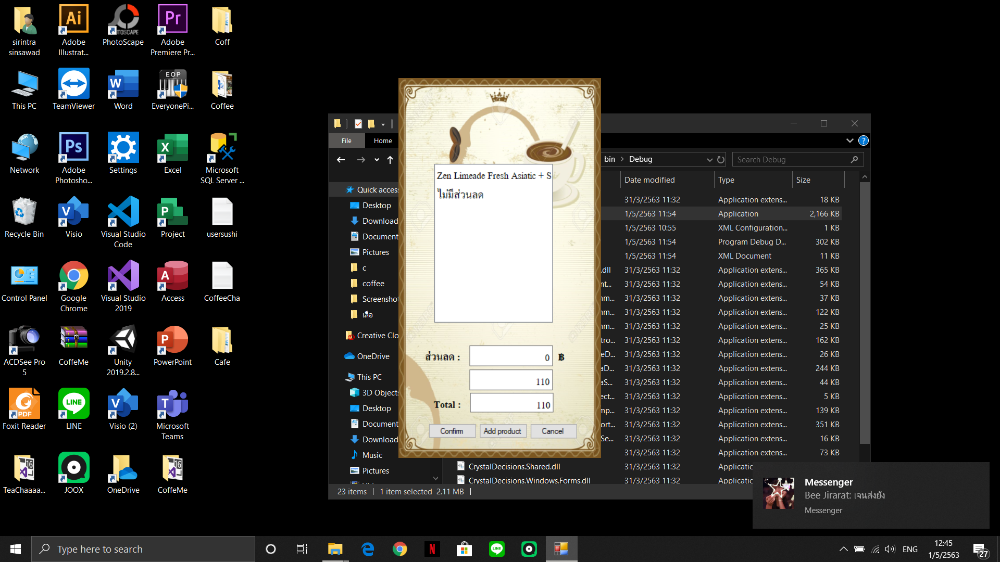 sirintra
sinsawad
Adobe
Illustrat...
PhotoScape
Adobe
Premiere Pr...
Coff
This PC
TeamViewer
Word
EveryonePi...
Coffee
Network
Adobe
Photosho...
Settings
Excel
Microsoft
SQL Server ...
Recycle Bin
Visio
Visual Studio
Code
Project
usersushi
Control Panel
Google
Chrome
Visual Studio
2019
Access
CoffeeCha
ACDSee Pro
5
CoffeMe
Unity
2019.2.8...
PowerPoint
Cafe
Foxit Reader
LINE
Visio (2)
Microsoft
Teams
TeaChaaaa...
JOOX
OneDrive
CoffeMe
File
Home
bin
Debug
Search Debug
Quick access
Desktop
Download
Document
Pictures
c
coffee
Screenshot
เสือ
Creative Clo
OneDrive
This PC
3D Objects
Desktop
Document
Download
Music
Pictures
Date modified
Type
Size
31/3/2563 11:32 Application extens... 18 KB
1/5/2563 11:54 Application 2,166 KB
1/5/2563 10:55 XML Configuration... 1 KB
1/5/2563 11:54 Program Debug D... 302 KB
1/5/2563 11:54 XML Document 11 KB
.dll 31/3/2563 11:32 Application extens... 365 KB
nt... 31/3/2563 11:32 Application extens... 54 KB
m... 31/3/2563 11:32 Application extens... 37 KB
m... 31/3/2563 11:32 Application extens... 122 KB
m... 31/3/2563 11:32 Application extens... 25 KB
tro... 31/3/2563 11:32 Application extens... 162 KB
eD... 31/3/2563 11:32 Application extens... 26 KB
aD... 31/3/2563 11:32 Application extens... 244 KB
aS... 31/3/2563 11:32 Application extens... 44 KB
ect... 31/3/2563 11:32 Application extens... 5 KB
mp... 31/3/2563 11:32 Application extens... 139 KB
ort... 31/3/2563 11:32 Application extens... 351 KB
Se... 31/3/2563 11:32 Application extens... 16 KB
31/3/2563 11:32 Application extens... 73 KB
CrystalDecisions.Shared.dll 31/3/2563 11:32 Applicatic
CrystalDecisions.Windows.Forms.dll 31/3/2563 11:32 Applicatic
23 items
1 item selected 2.11 MB
Zen Limeade Fresh Asiatic + S
ไม่มีส่วนลด
ส่วนลด : 0 ฿
110
Total : 110
Confirm
Add product
Cancel
Messenger
Bee Jirarat: เจนส่งยัง
Messenger
Type here to search
ENG
12:45
1/5/2563
27